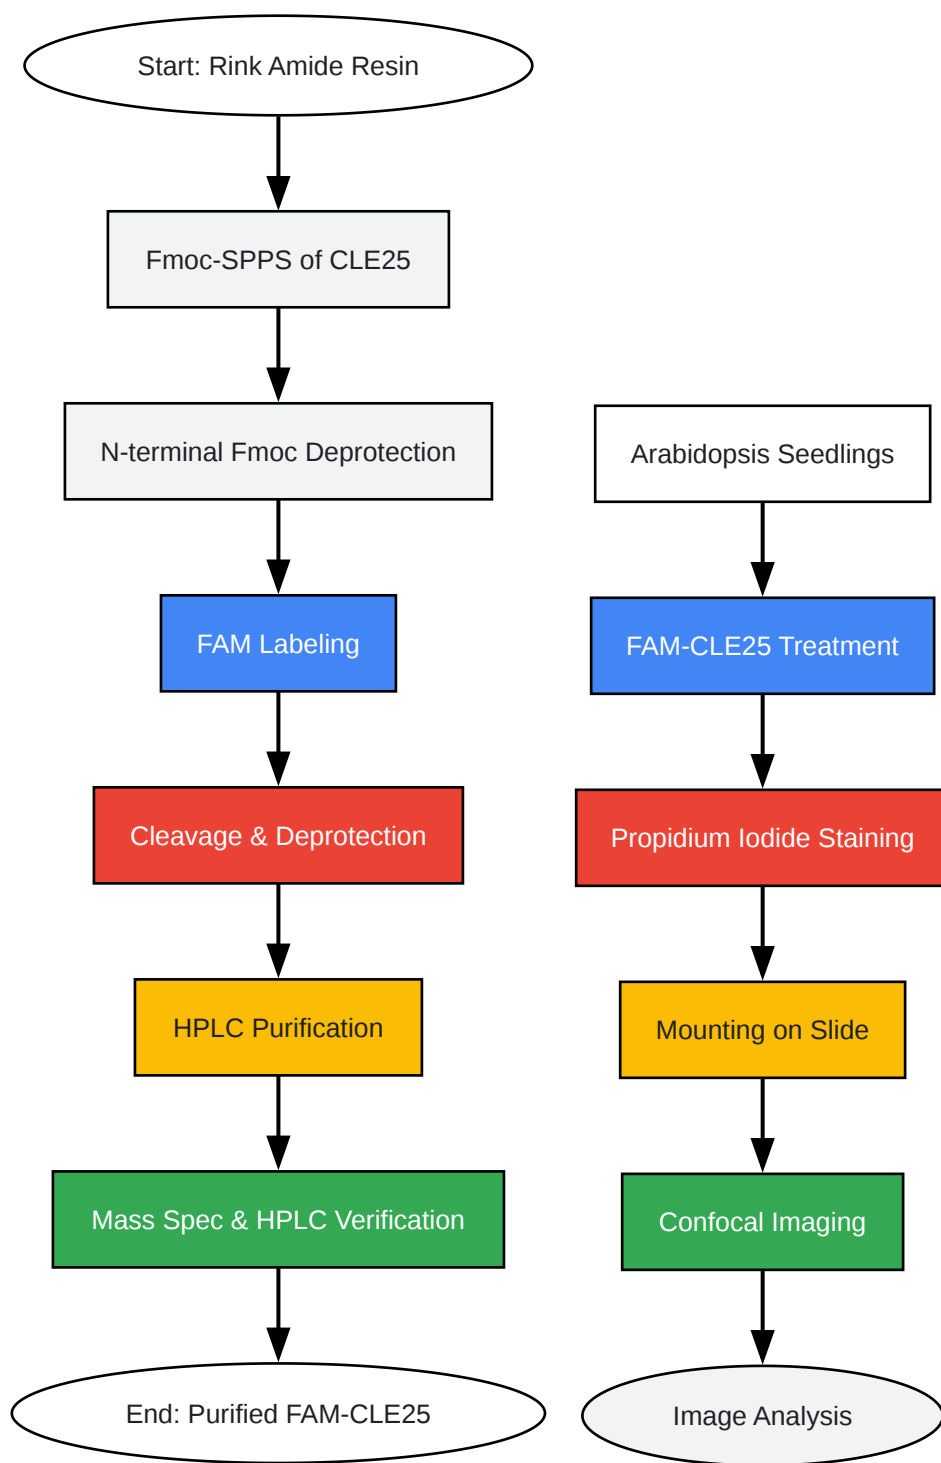 Start: Rink Amide Resin
Fmoc-SPPS of CLE25
N-terminal Fmoc Deprotection
FAM Labeling
Cleavage & Deprotection
HPLC Purification
Mass Spec & HPLC Verification
End: Purified FAM-CLE25
Arabidopsis Seedlings
FAM-CLE25 Treatment
Propidium Iodide Staining
Mounting on Slide
Confocal Imaging
Image Analysis